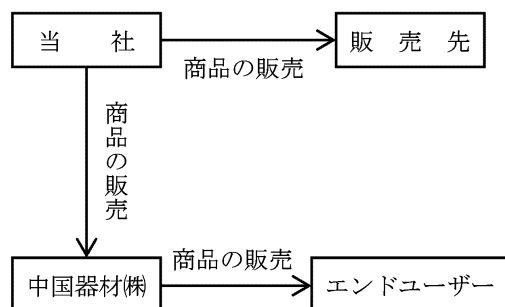 当　　社
販　売　先
商品の販売
商品の販売
商品の販売
中国器材㈱
エンドユーザー